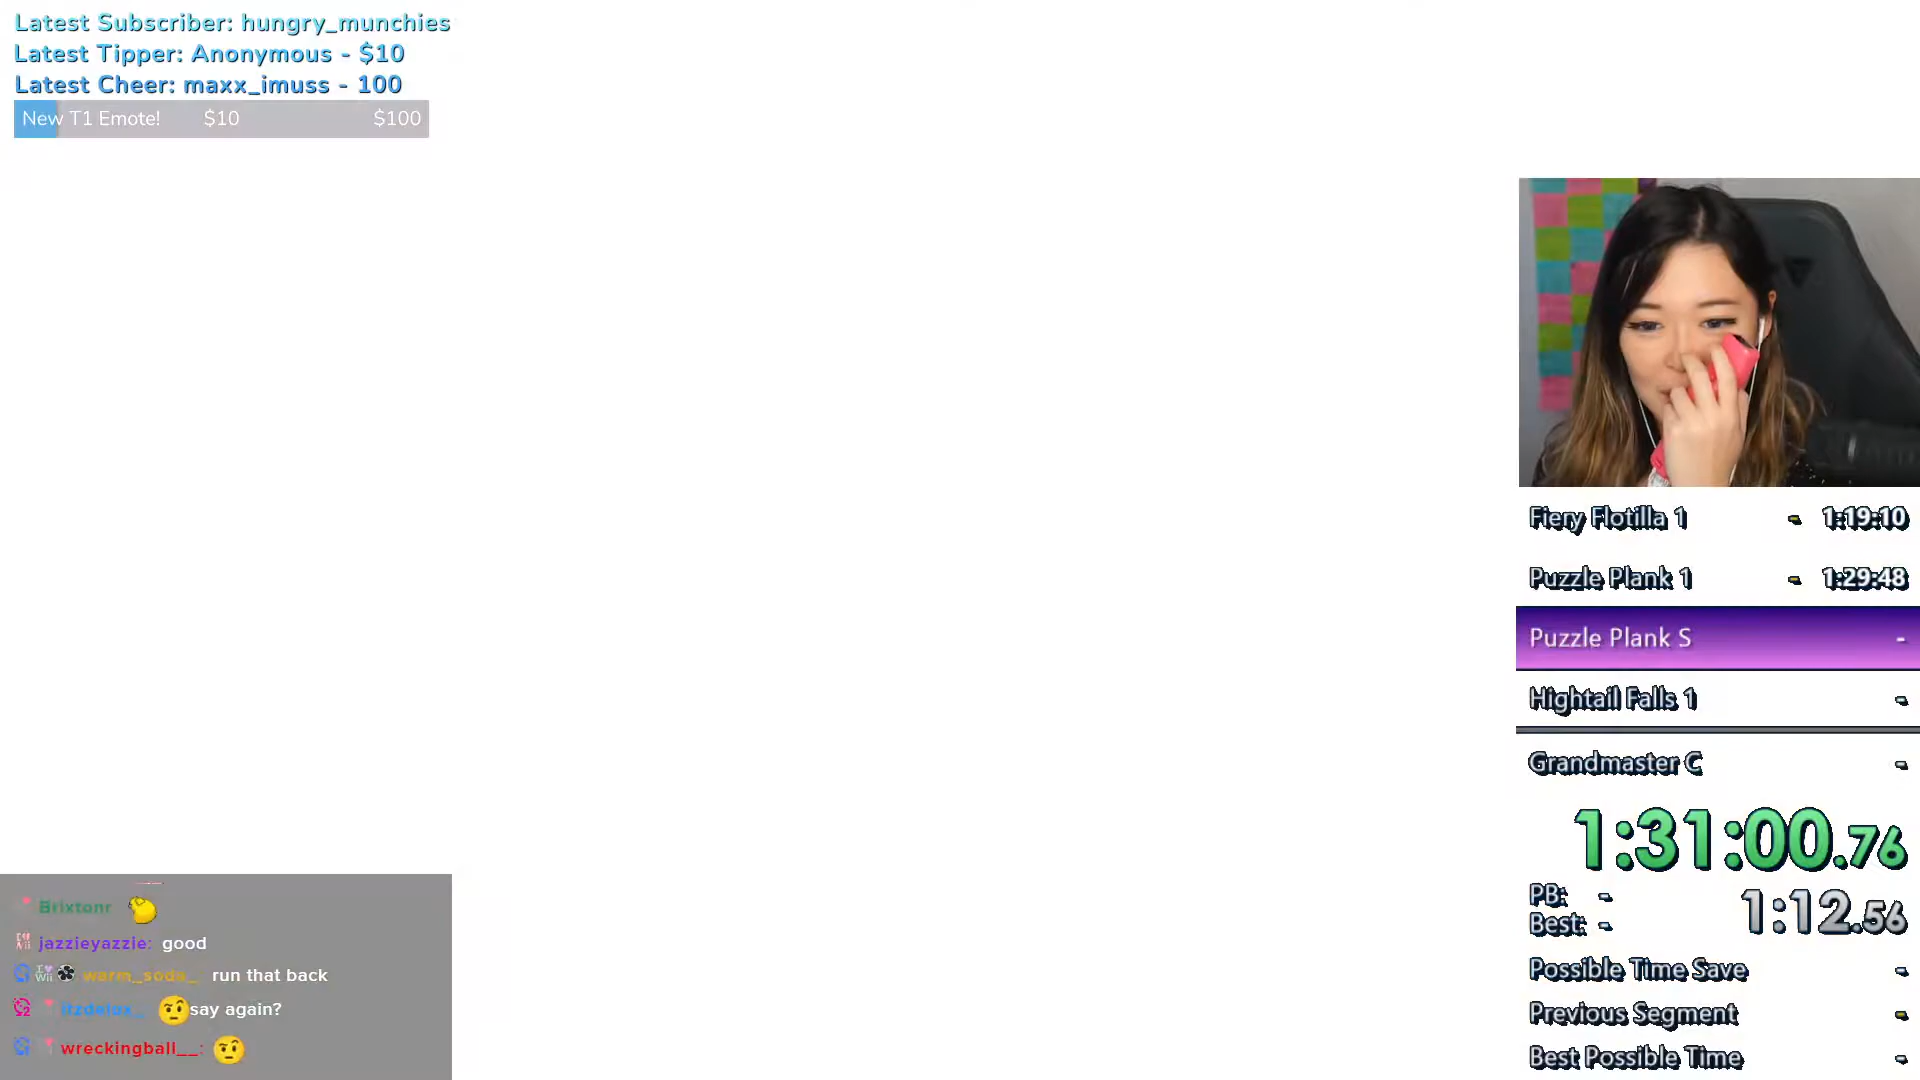 Latest Subscriber: hungry_munchies
Latest Tipper: Anonymous - $10
Latest Cheer: maxx_imuss - 100
New T1 Emote! $10 $100
Fiery Flotilla 1 - 1:19:10
Puzzle Plank 1 - 1:29:48
Puzzle Plank S -
Hightail Falls 1 -
Grandmaster C -
1:31:00.76
PB: -
Best: -
1:12.56
Possible Time Save -
Previous Segment -
Best Possible Time -
Brixtonr
jazzieyazzie: good
warm_soda_ run that back
itzdelux_ say again?
wreckingball__: